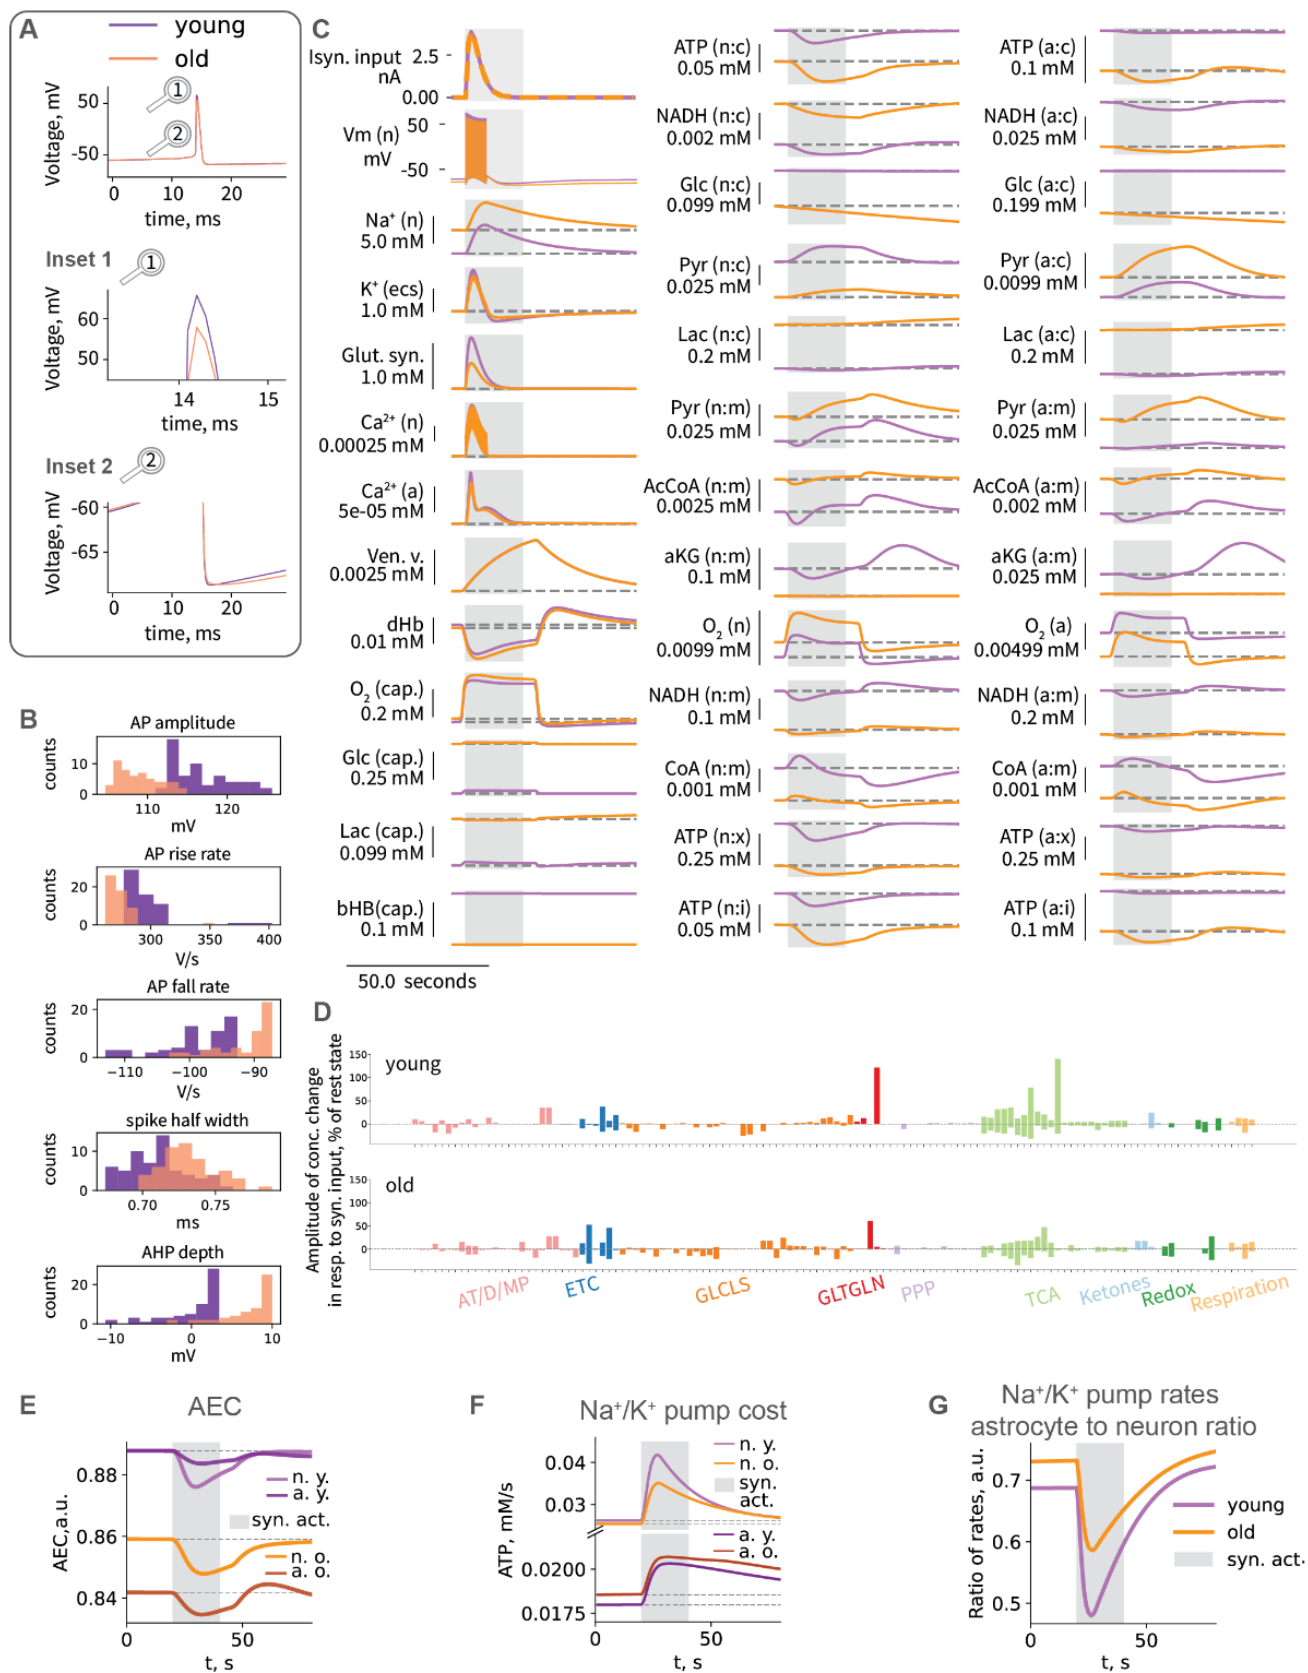 A
young
old
Voltage, mV
50
-50
1
2
0
10
20
time, ms
Inset 1
1
Voltage, mV
60
50
14
15
time, ms
Inset 2
2
Voltage, mV
-60
-65
0
10
20
time, ms
B
AP amplitude
counts
10
0
110
120
mV
AP rise rate
counts
20
0
300
350
400
V/s
AP fall rate
counts
20
0
−110
−100
−90
V/s
spike half width
counts
10
0
0.70
0.75
ms
AHP depth
counts
20
0
−10
0
10
mV
C
Isyn. input
nA
2.5
0.00
Vm (n)
mV
50
-50
Na⁺ (n)
5.0 mM
K⁺ (ecs)
1.0 mM
Glut. syn.
1.0 mM
Ca²⁺ (n)
0.00025 mM
Ca²⁺ (a)
5e-05 mM
Ven. v.
0.0025 mM
dHb
0.01 mM
O₂ (cap.)
0.2 mM
Glc (cap.)
0.25 mM
Lac (cap.)
0.099 mM
bHB(cap.)
0.1 mM
50.0 seconds
ATP (n:c)
0.05 mM
NADH (n:c)
0.002 mM
Glc (n:c)
0.099 mM
Pyr (n:c)
0.025 mM
Lac (n:c)
0.2 mM
Pyr (n:m)
0.025 mM
AcCoA (n:m)
0.0025 mM
aKG (n:m)
0.1 mM
O₂ (n)
0.0099 mM
NADH (n:m)
0.1 mM
CoA (n:m)
0.001 mM
ATP (n:x)
0.25 mM
ATP (n:i)
0.05 mM
ATP (a:c)
0.1 mM
NADH (a:c)
0.025 mM
Glc (a:c)
0.199 mM
Pyr (a:c)
0.0099 mM
Lac (a:c)
0.2 mM
Pyr (a:m)
0.025 mM
AcCoA (a:m)
0.002 mM
aKG (a:m)
0.025 mM
O₂ (a)
0.00499 mM
NADH (a:m)
0.2 mM
CoA (a:m)
0.001 mM
ATP (a:x)
0.25 mM
ATP (a:i)
0.1 mM
D
Amplitude of conc. change
in resp. to syn. input, % of rest state
young
150
100
50
0
old
150
100
50
0
AT/D/MP
ETC
GLCLS
GLTGLN
PPP
TCA
Ketones
Redox
Respiration
E
AEC
AEC,a.u.
0.88
0.86
0.84
n. y.
a. y.
syn. act.
n. o.
a. o.
0
50
t, s
F
Na⁺/K⁺ pump cost
ATP, mM/s
0.04
0.03
0.0200
0.0175
n. y.
n. o.
syn.
act.
a. y.
a. o.
0
50
t, s
G
Na⁺/K⁺ pump rates
astrocyte to neuron ratio
Ratio of rates, a.u.
0.7
0.6
0.5
young
old
syn. act.
0
50
t, s